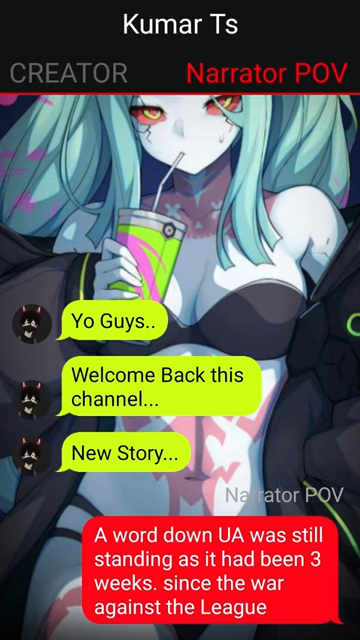 Kumar Ts
CREATOR
Narrator POV
Yo Guys..
Welcome Back this
channel...
New Story...
Narrator POV
A word down UA was still
standing as it had been 3
weeks. since the war
against the League